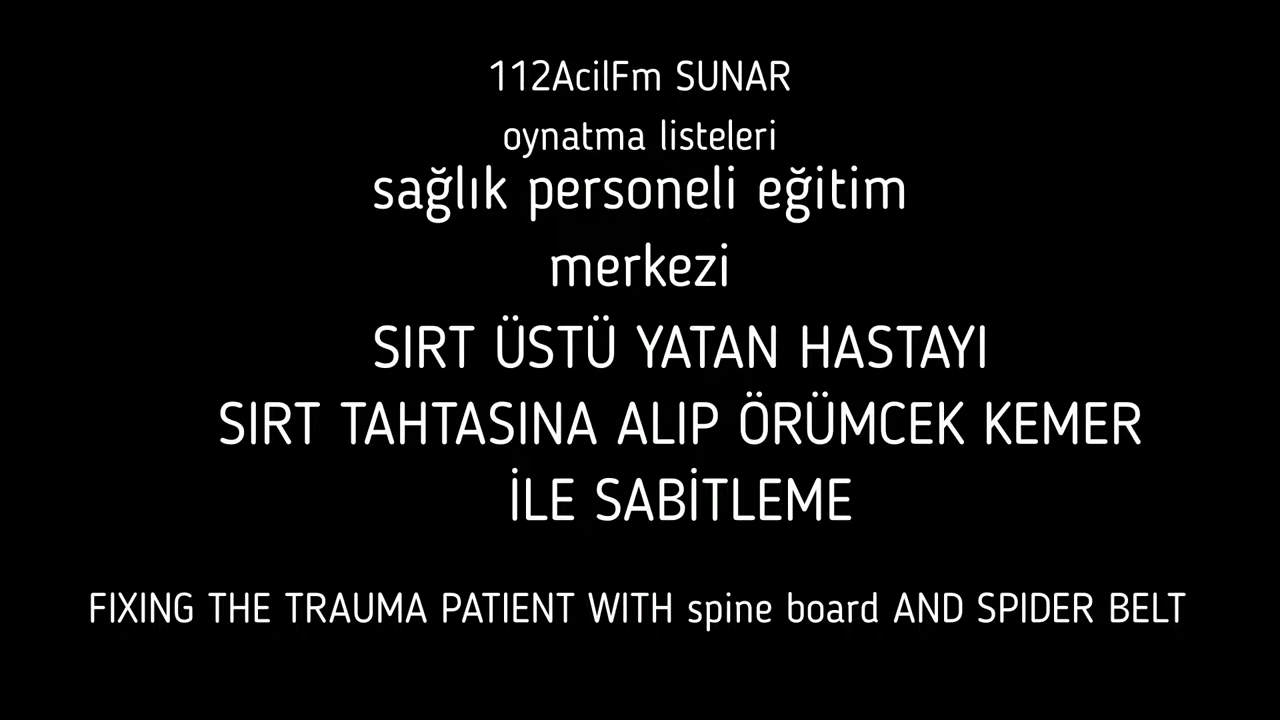 112AcilFm SUNAR
oynatma listeleri
sağlık personeli eğitim
merkezi
SIRT ÜSTÜ YATAN HASTAYI
SIRT TAHTASINA ALIP ÖRÜMCEK KEMER
İLE SABİTLEME
FIXING THE TRAUMA PATIENT WITH spine board AND SPIDER BELT